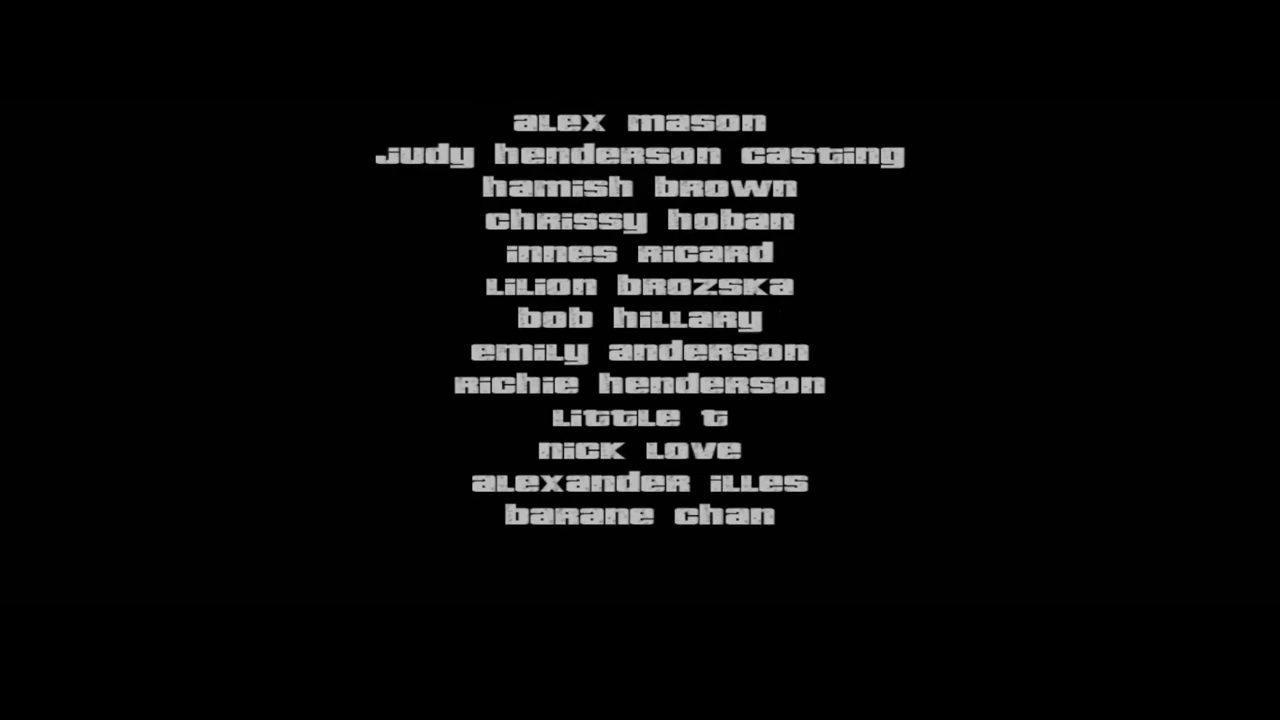 alex mason
judy henderson casting
hamish brown
chrissy hoban
innes ricard
lilion brozska
bob hillary
emily anderson
richie henderson
little t
nick love
alexander illes
barane chan